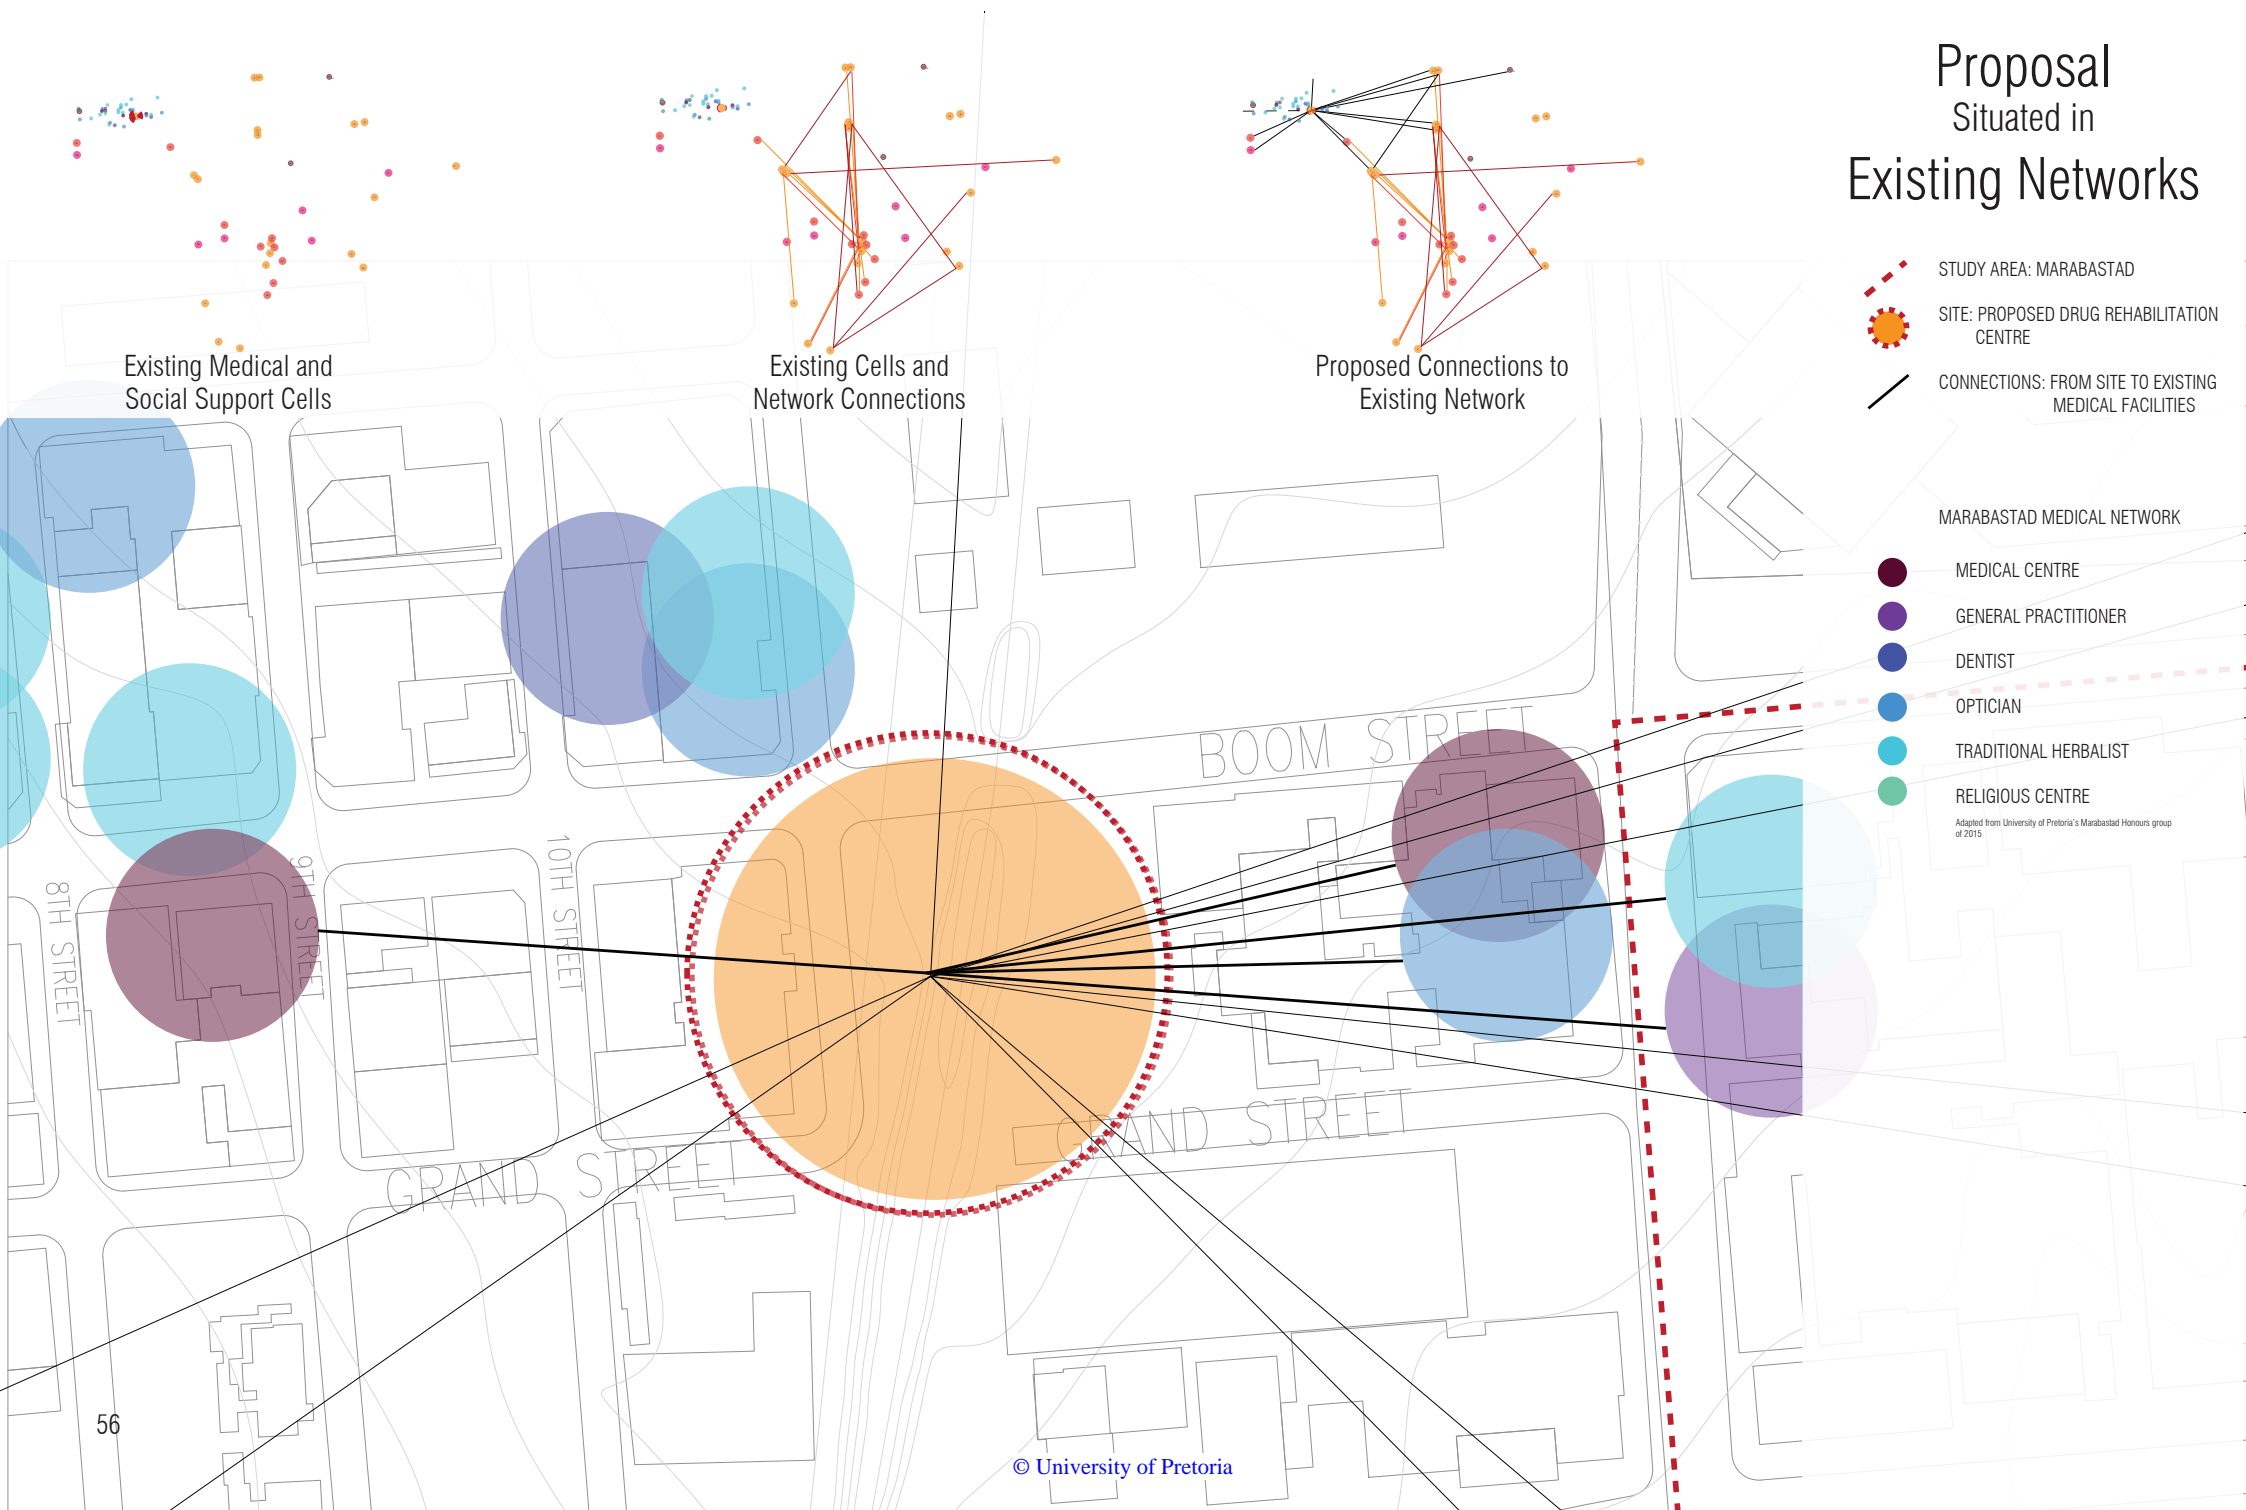 Proposal
Situated in
Existing Networks
STUDY AREA: MARABASTAD
SITE: PROPOSED DRUG REHABILITATION
CENTRE
CONNECTIONS: FROM SITE TO EXISTING
MEDICAL FACILITIES
MARABASTAD MEDICAL NETWORK
MEDICAL CENTRE
GENERAL PRACTITIONER
DENTIST
OPTICIAN
TRADITIONAL HERBALIST
RELIGIOUS CENTRE
Adapted from University of Pretoria's Marabastad Honours group
of 2015
Existing Medical and
Social Support Cells
Existing Cells and
Network Connections
Proposed Connections to
Existing Network
BOOM STREET
8TH STREET
9TH STREET
10TH STREET
GRAND STREET
GRAND STREET
56
© University of Pretoria